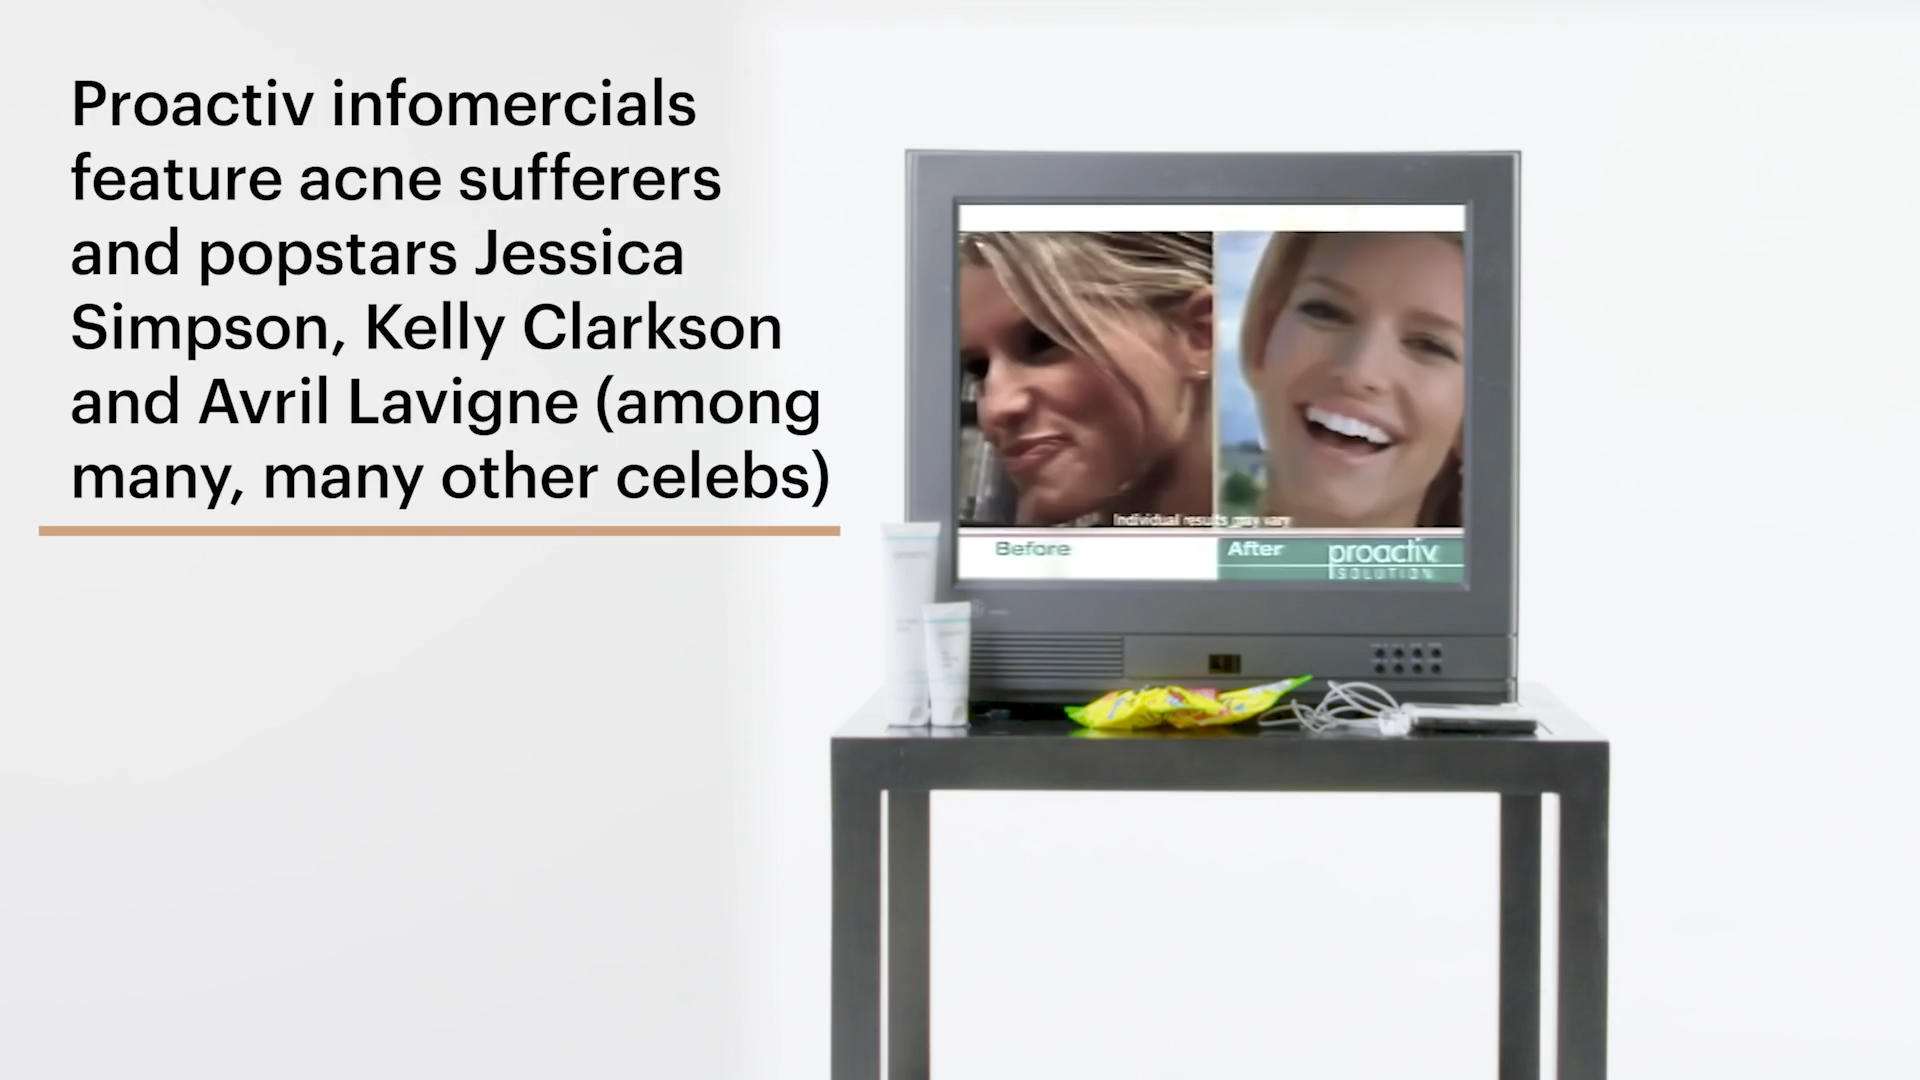 Proactiv infomercials
feature acne sufferers
and popstars Jessica
Simpson, Kelly Clarkson
and Avril Lavigne (among
many, many other celebs)
Individual results may vary
Before
After
proactiv
SOLUTION